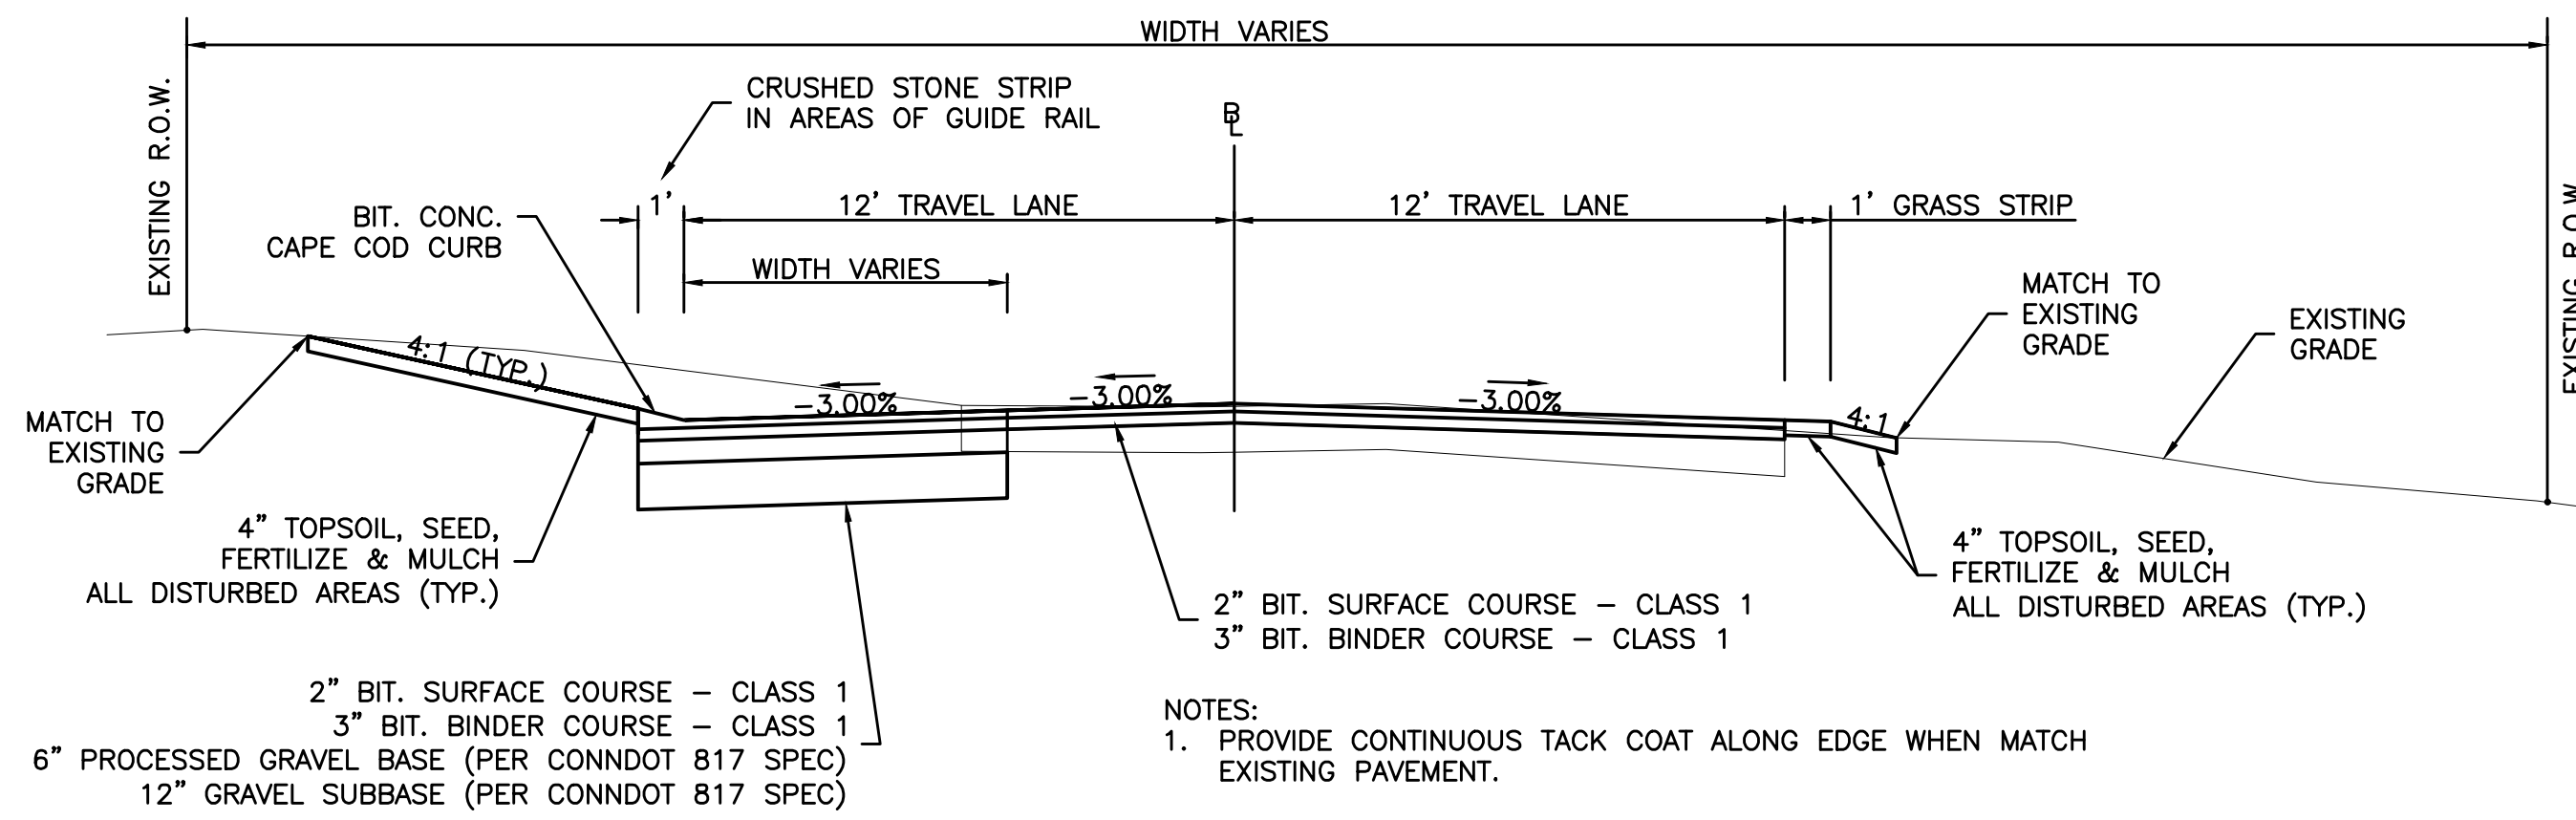 WIDTH VARIES
EXISTING R.O.W.
CRUSHED STONE STRIP
IN AREAS OF GUIDE RAIL
BL
EXISTING R.O.W.
1'
12' TRAVEL LANE
12' TRAVEL LANE
1' GRASS STRIP
BIT. CONC.
CAPE COD CURB
WIDTH VARIES
MATCH TO
EXISTING
GRADE
EXISTING
GRADE
4:1 (TYP.)
-3.00%
-3.00%
-3.00%
4:1
MATCH TO
EXISTING
GRADE
4" TOPSOIL, SEED,
FERTILIZE & MULCH
ALL DISTURBED AREAS (TYP.)
4" TOPSOIL, SEED,
FERTILIZE & MULCH
ALL DISTURBED AREAS (TYP.)
2" BIT. SURFACE COURSE - CLASS 1
3" BIT. BINDER COURSE - CLASS 1
2" BIT. SURFACE COURSE - CLASS 1
3" BIT. BINDER COURSE - CLASS 1
6" PROCESSED GRAVEL BASE (PER CONNDOT 817 SPEC)
12" GRAVEL SUBBASE (PER CONNDOT 817 SPEC)
NOTES:
1. PROVIDE CONTINUOUS TACK COAT ALONG EDGE WHEN MATCH
EXISTING PAVEMENT.